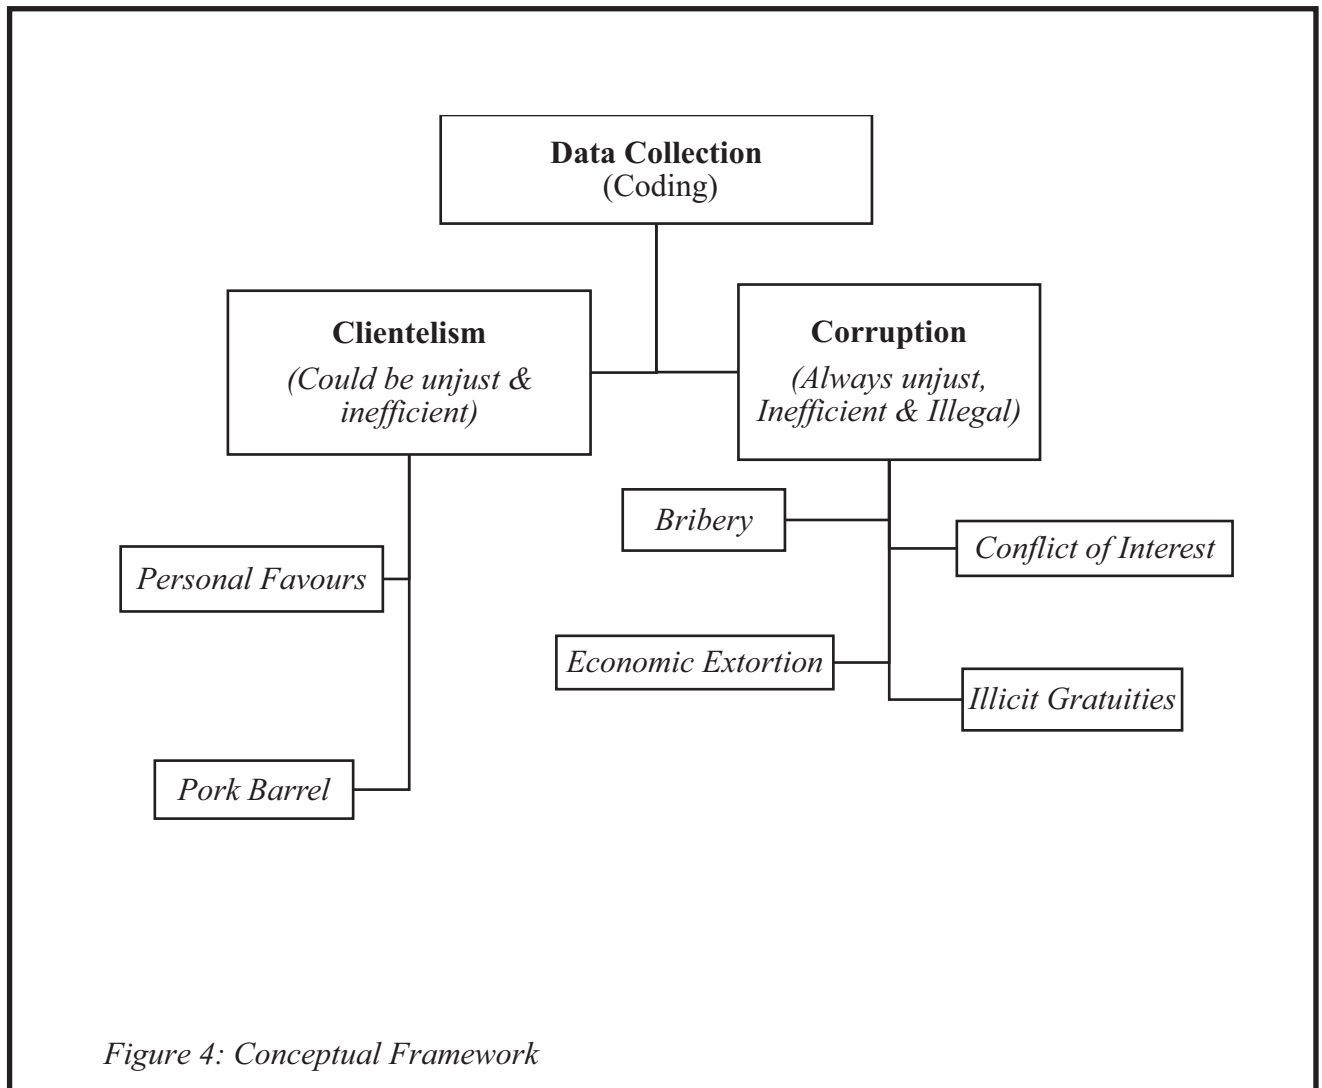 Data Collection
(Coding)
Clientelism
(Could be unjust &
inefficient)
Corruption
(Always unjust,
Inefficient & Illegal)
Bribery
Conflict of Interest
Personal Favours
Economic Extortion
Illicit Gratuities
Pork Barrel
Figure 4: Conceptual Framework